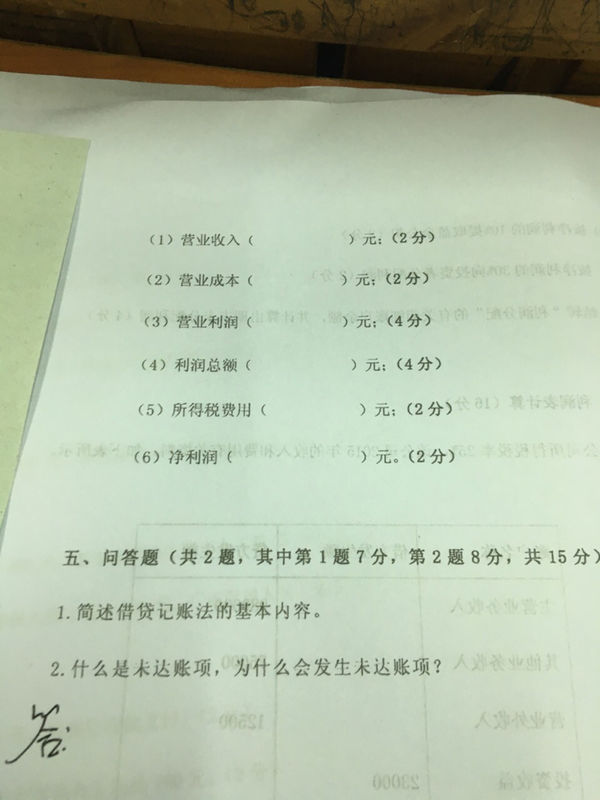 （1）营业收入（ ）元；（2分）
（2）营业成本（ ）元；（2分）
（3）营业利润（ ）元；（4分）
（4）利润总额（ ）元；（4分）
（5）所得税费用（ ）元；（2分）
（6）净利润（ ）元。（2分）
五、问答题（共2题，其中第1题7分，第2题8分，共15分）
1.简述借贷记账法的基本内容。
2.什么是未达账项，为什么会发生未达账项？
答: